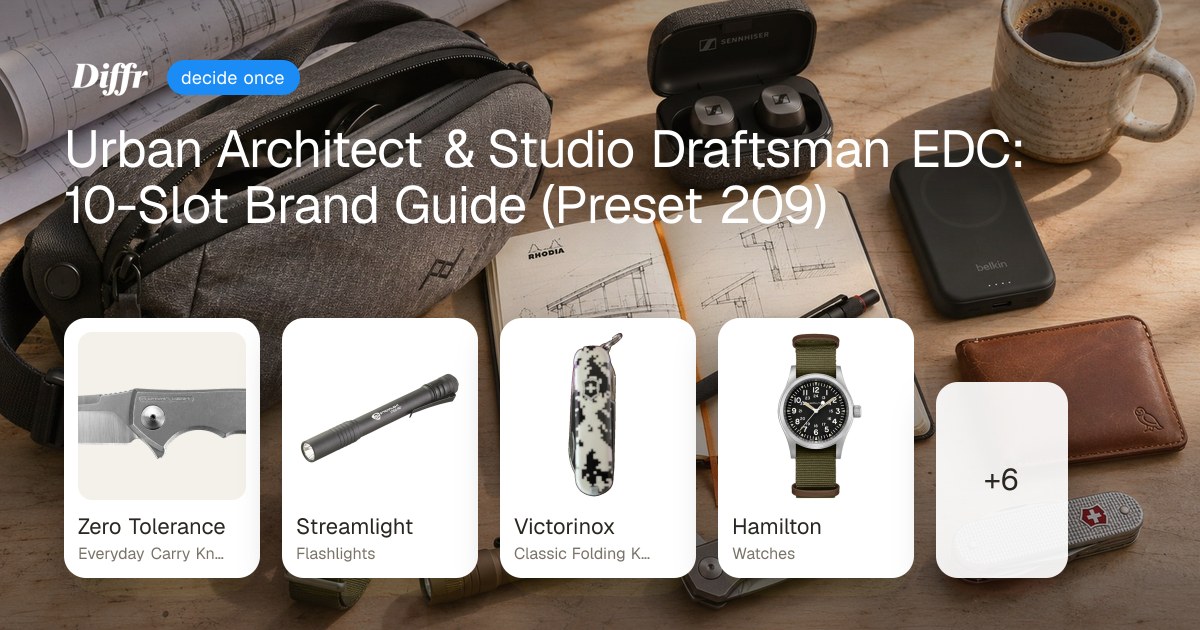 Diffr
decide once
SENNHEISER
Urban Architect & Studio Draftsman EDC:
10-Slot Brand Guide (Preset 209)
RHODIA
belkin
Zero Tolerance
Everyday Carry Kn...
Streamlight
Flashlights
Victorinox
Classic Folding K...
Hamilton
Watches
+6